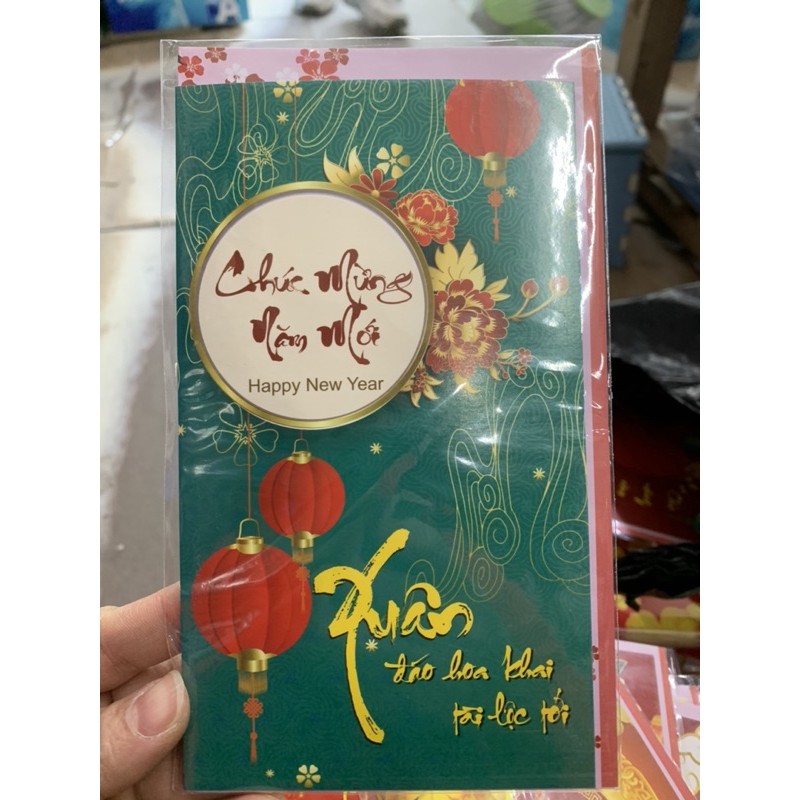 Chúc Mừng
Năm Mới
Happy New Year
Xuân
đáo hoa khai
tài lộc tới